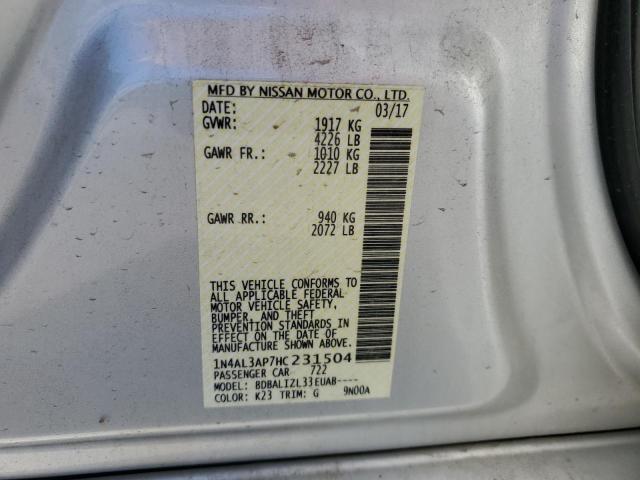 MFD BY NISSAN MOTOR CO., LTD.
DATE: 03/17
GVWR: 1917 KG
4226 LB
GAWR FR.: 1010 KG
2227 LB
GAWR RR.: 940 KG
2072 LB
THIS VEHICLE CONFORMS TO
ALL APPLICABLE FEDERAL
MOTOR VEHICLE SAFETY,
BUMPER, AND THEFT
PREVENTION STANDARDS IN
EFFECT ON THE DATE OF
MANUFACTURE SHOWN ABOVE.
1N4AL3AP7HC231504
PASSENGER CAR 722
MODEL: BDBALIZL33EUAB----
COLOR: K23 TRIM: G 9N00A